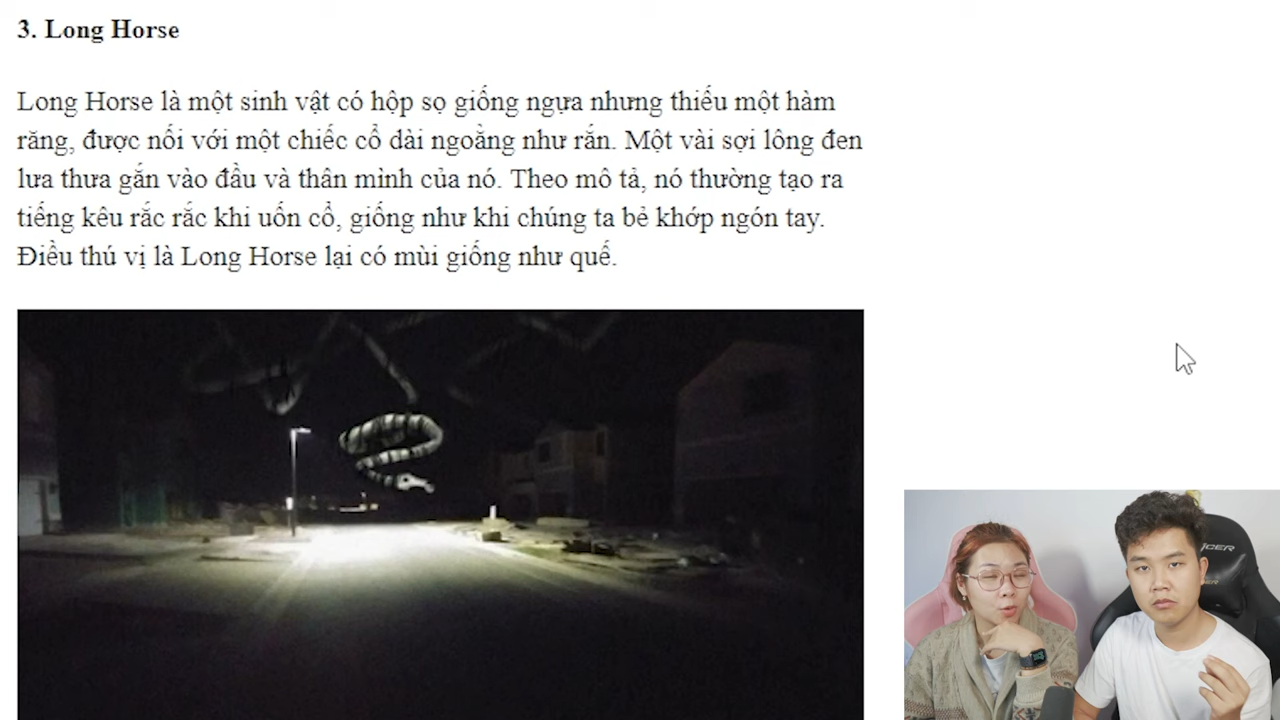 3. Long Horse
Long Horse là một sinh vật có hộp sọ giống ngựa nhưng thiếu một hàm
răng, được nối với một chiếc cổ dài ngoằng như rắn. Một vài sợi lông đen
lưa thưa gắn vào đầu và thân mình của nó. Theo mô tả, nó thường tạo ra
tiếng kêu rắc rắc khi uốn cổ, giống như khi chúng ta bẻ khớp ngón tay.
Điều thú vị là Long Horse lại có mùi giống như quế.